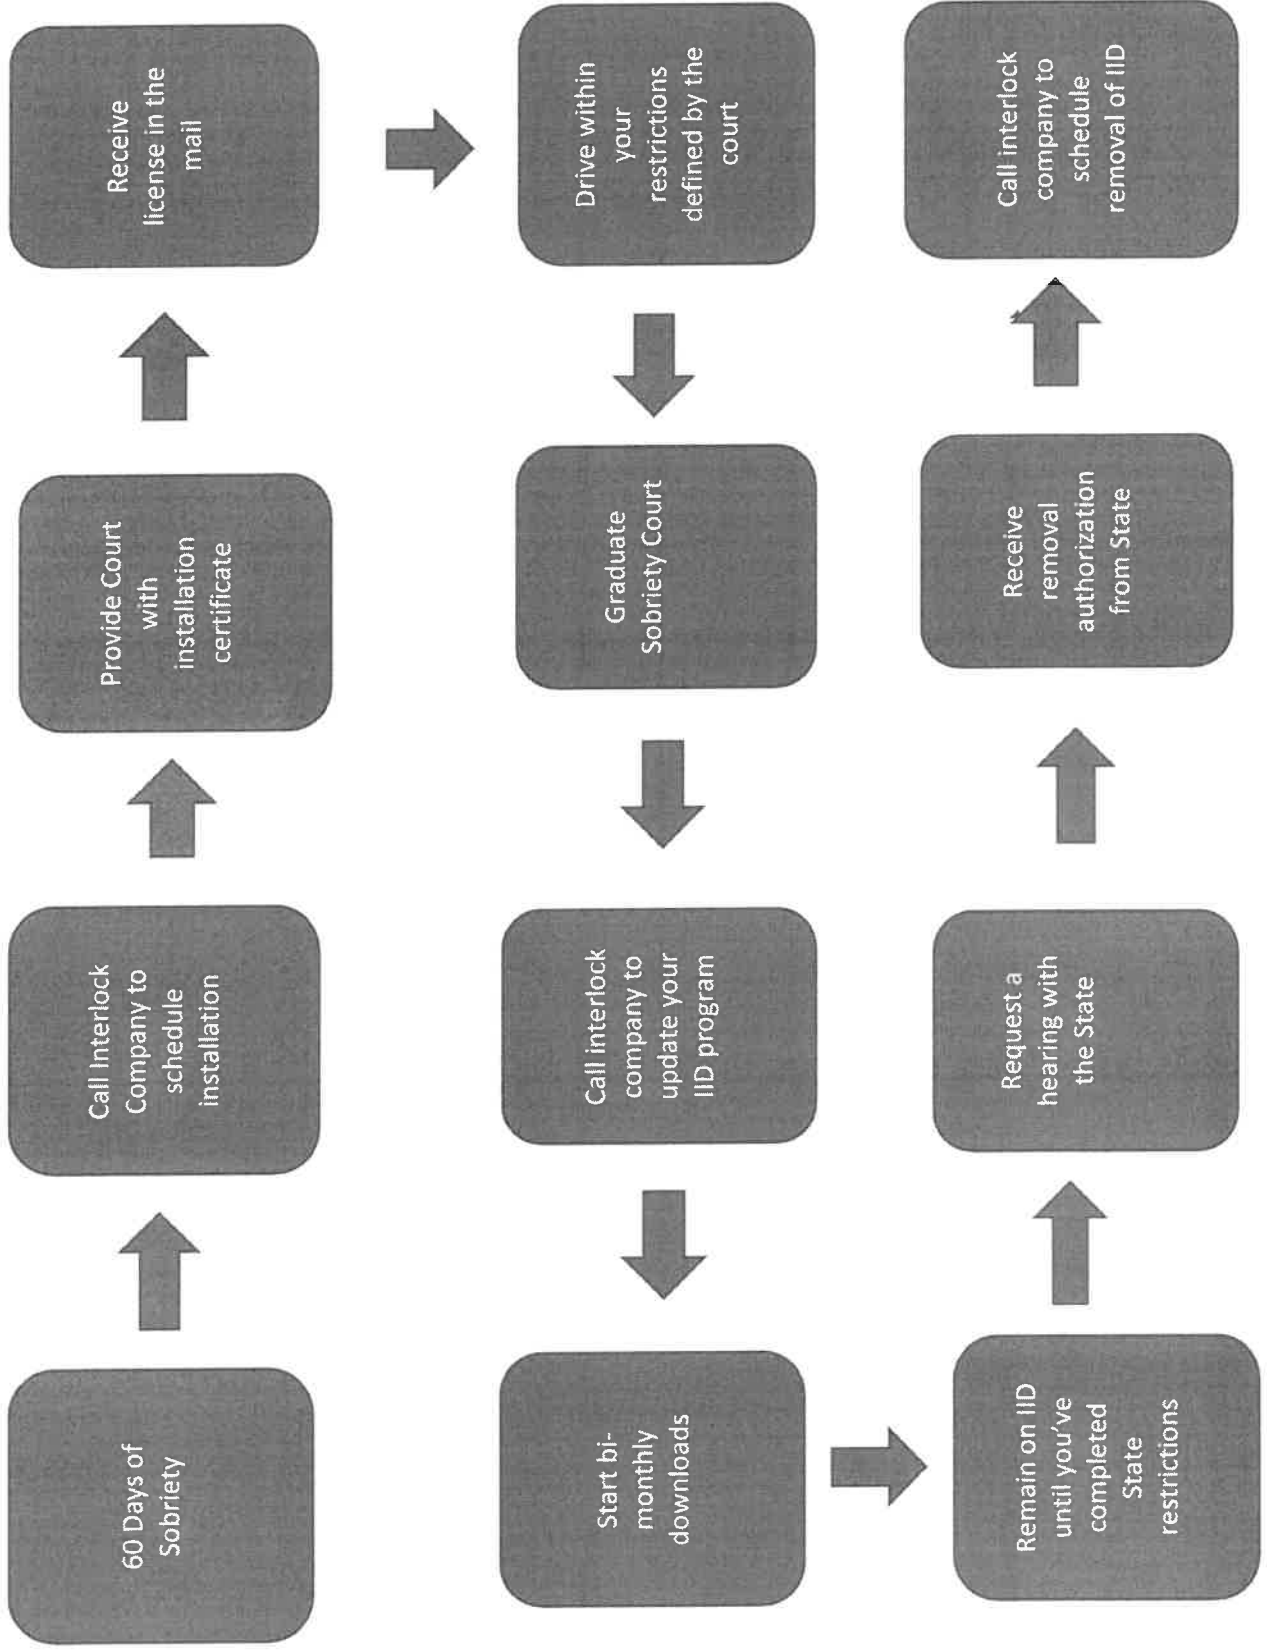 60 Days of
Sobriety
Call Interlock
Company to
schedule
installation
Provide Court
with
installation
certificate
Receive
license in the
mail
Drive within
your
restrictions
defined by the
court
Graduate
Sobriety Court
Call interlock
company to
update your
IID program
Start bi-
monthly
downloads
Remain on IID
until you've
completed
State
restrictions
Request a
hearing with
the State
Receive
removal
authorization
from State
Call interlock
company to
schedule
removal of IID